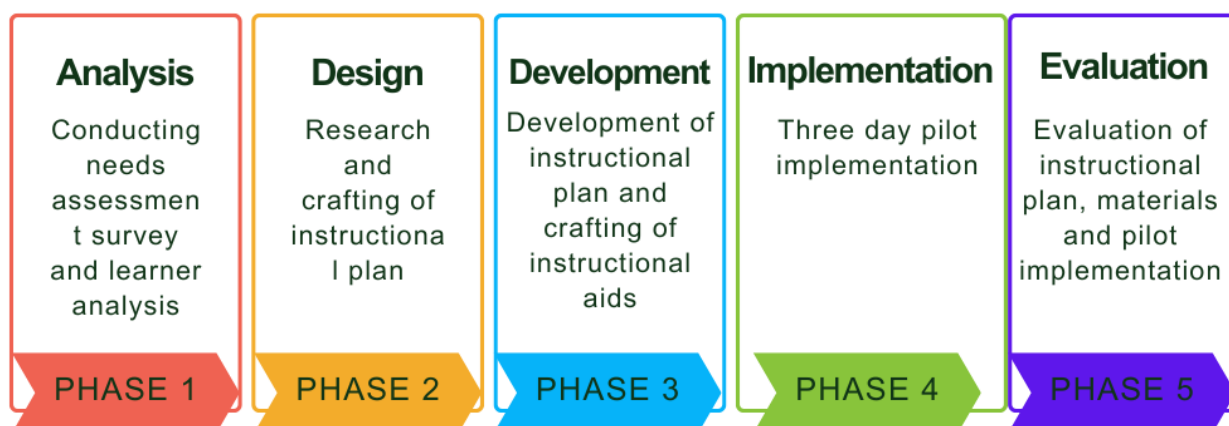 Analysis
Conducting
needs
assessmen
t survey
and learner
analysis
PHASE 1
Design
Research
and
crafting of
instructiona
l plan
PHASE 2
Development
Development of
instructional
plan and
crafting of
instructional
aids
PHASE 3
Implementation
Three day pilot
implementation
PHASE 4
Evaluation
Evaluation of
instructional
plan, materials
and pilot
implementation
PHASE 5